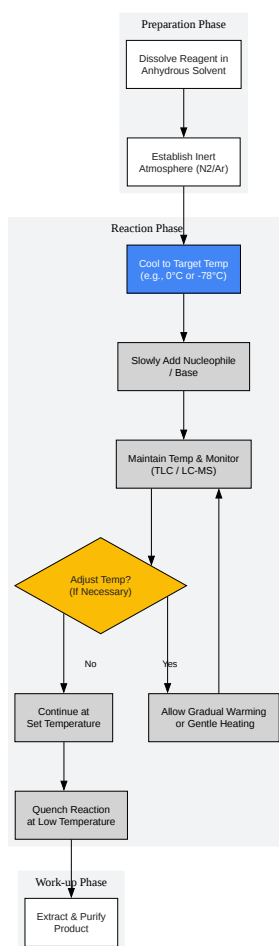 Preparation Phase
Dissolve Reagent in
Anhydrous Solvent
Establish Inert
Atmosphere (N2/Ar)
Reaction Phase
Cool to Target Temp
(e.g., 0°C or -78°C)
Slowly Add Nucleophile
/ Base
Maintain Temp & Monitor
(TLC / LC-MS)
Adjust Temp?
(If Necessary)
No
Yes
Continue at
Set Temperature
Allow Gradual Warming
or Gentle Heating
Quench Reaction
at Low Temperature
Work-up Phase
Extract & Purify
Product